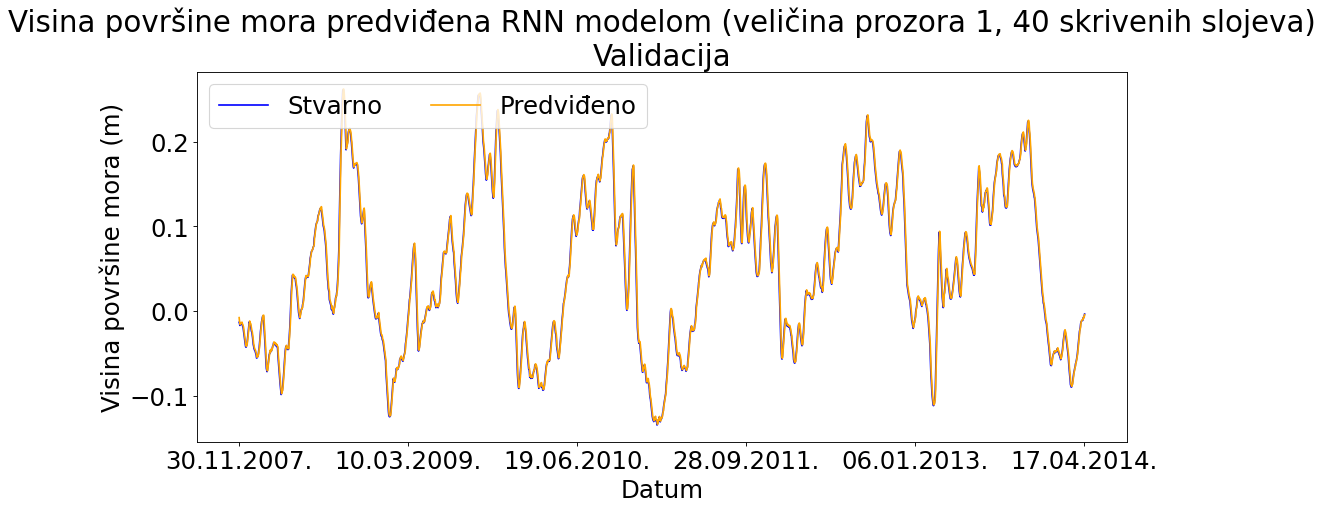 Visina površine mora predviđena RNN modelom (veličina prozora 1, 40 skrivenih slojeva)
Validacija
Stvarno
Predviđeno
Visina površine mora (m)
0.2
0.1
0.0
−0.1
30.11.2007.
10.03.2009.
19.06.2010.
28.09.2011.
06.01.2013.
17.04.2014.
Datum